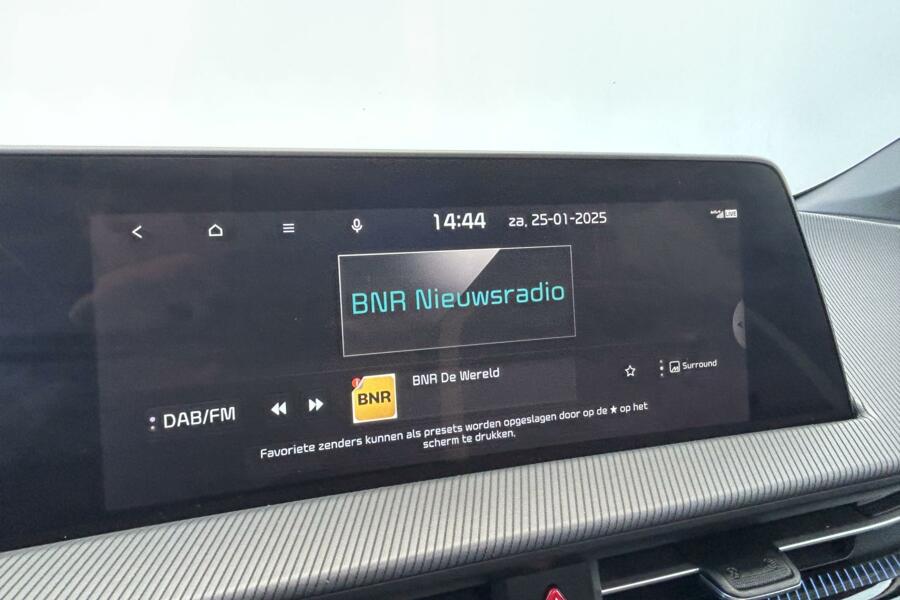 14:44
za, 25-01-2025
LIVE
BNR Nieuwsradio
BNR
BNR De Wereld
Surround
DAB/FM
Favoriete zenders kunnen als presets worden opgeslagen door op de ★ op het
scherm te drukken.